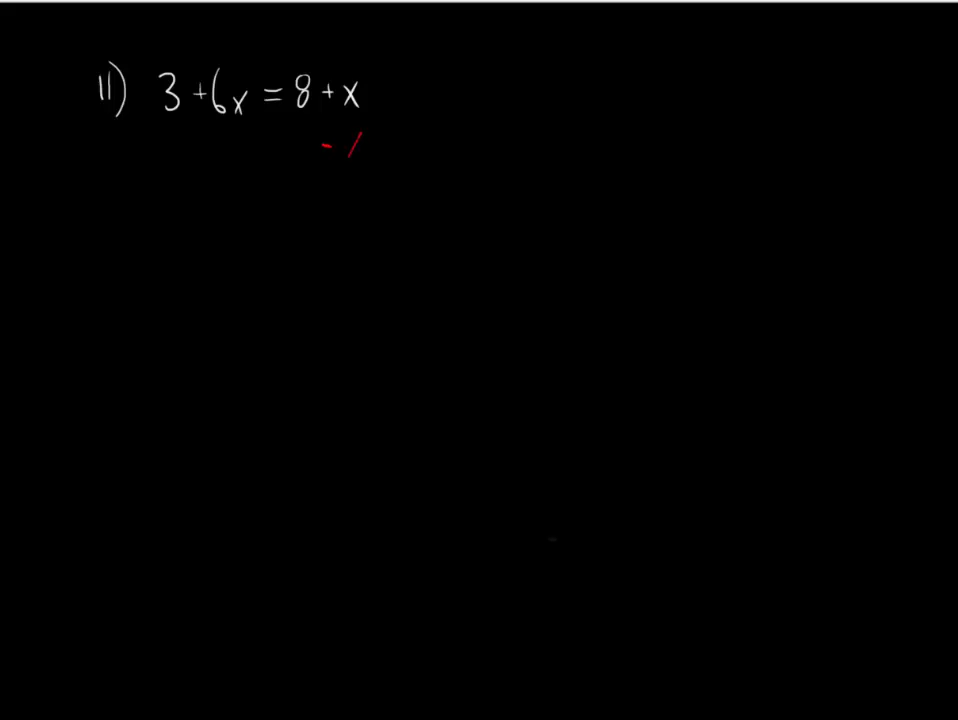 11) 3 + 6x = 8 + x
-